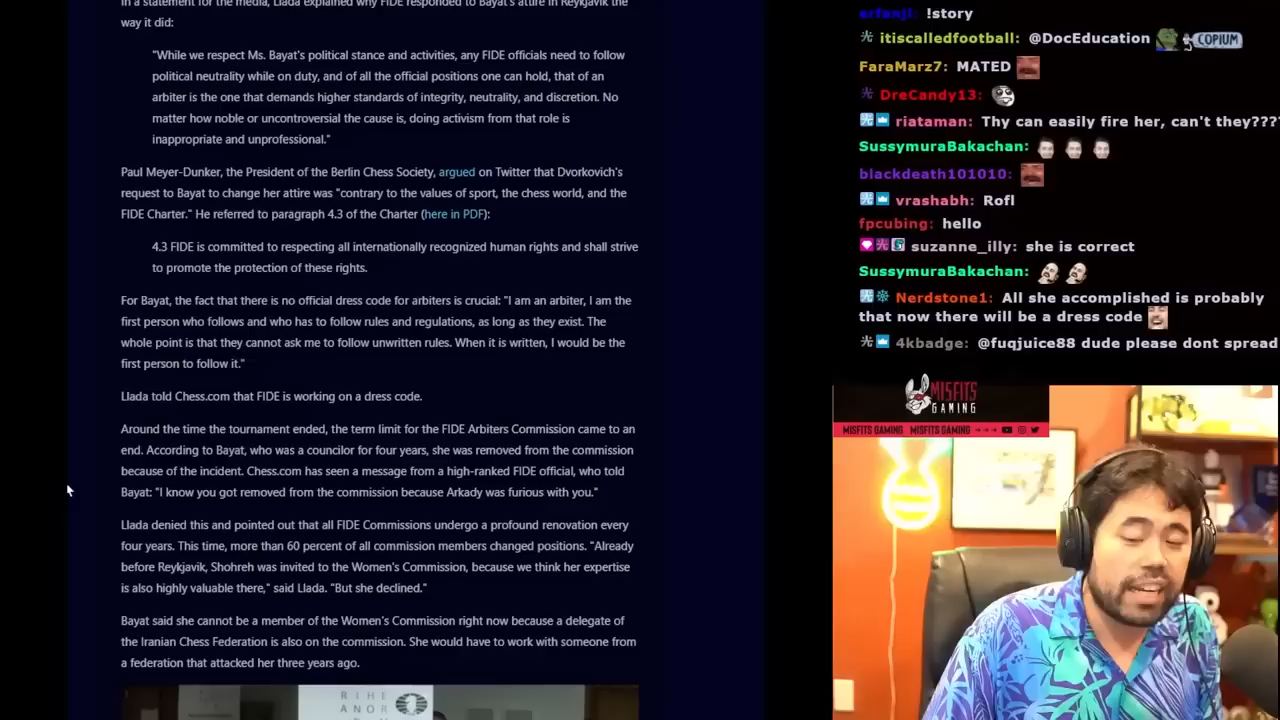 In a statement for the media, Llada explained why FIDE responded to Bayat's attire in Reykjavik the
way it did:
"While we respect Ms. Bayat's political stance and activities, any FIDE officials need to follow
political neutrality while on duty, and of all the official positions one can hold, that of an
arbiter is the one that demands higher standards of integrity, neutrality, and discretion. No
matter how noble or uncontroversial the cause is, doing activism from that role is
inappropriate and unprofessional."
Paul Meyer-Dunker, the President of the Berlin Chess Society, argued on Twitter that Dvorkovich's
request to Bayat to change her attire was "contrary to the values of sport, the chess world, and the
FIDE Charter." He referred to paragraph 4.3 of the Charter (here in PDF):
4.3 FIDE is committed to respecting all internationally recognized human rights and shall strive
to promote the protection of these rights.
For Bayat, the fact that there is no official dress code for arbiters is crucial: "I am an arbiter, I am the
first person who follows and who has to follow rules and regulations, as long as they exist. The
whole point is that they cannot ask me to follow unwritten rules. When it is written, I would be the
first person to follow it."
Llada told Chess.com that FIDE is working on a dress code.
Around the time the tournament ended, the term limit for the FIDE Arbiters Commission came to an
end. According to Bayat, who was a councilor for four years, she was removed from the commission
because of the incident. Chess.com has seen a message from a high-ranked FIDE official, who told
Bayat: "I know you got removed from the commission because Arkady was furious with you."
Llada denied this and pointed out that all FIDE Commissions undergo a profound renovation every
four years. This time, more than 60 percent of all commission members changed positions. "Already
before Reykjavik, Shohreh was invited to the Women's Commission, because we think her expertise
is also highly valuable there," said Llada. "But she declined."
Bayat said she cannot be a member of the Women's Commission right now because a delegate of
the Iranian Chess Federation is also on the commission. She would have to work with someone from
a federation that attacked her three years ago.
RIHE
ANOR
erfanji: !story
itiscalledfootball: @DocEducation COPIUM
FaraMarz7: MATED
DreCandy13:
riataman: Thy can easily fire her, can't they????
SussymuraBakachan:
blackdeath101010:
vrashabh: Rofl
fpcubing: hello
suzanne_illy: she is correct
SussymuraBakachan:
Nerdstone1: All she accomplished is probably
that now there will be a dress code
4kbadge: @fuqjuice88 dude please dont spread
MISFITS
GAMING
MISFITS GAMING MISFITS GAMING